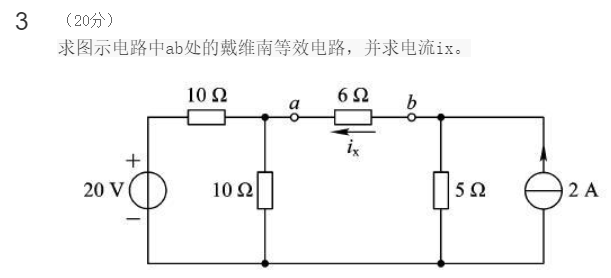 3 （20分）
求图示电路中ab处的戴维南等效电路，并求电流ix。
10 Ω a 6 Ω b
ix
+
20 V 10 Ω 5 Ω 2 A
−